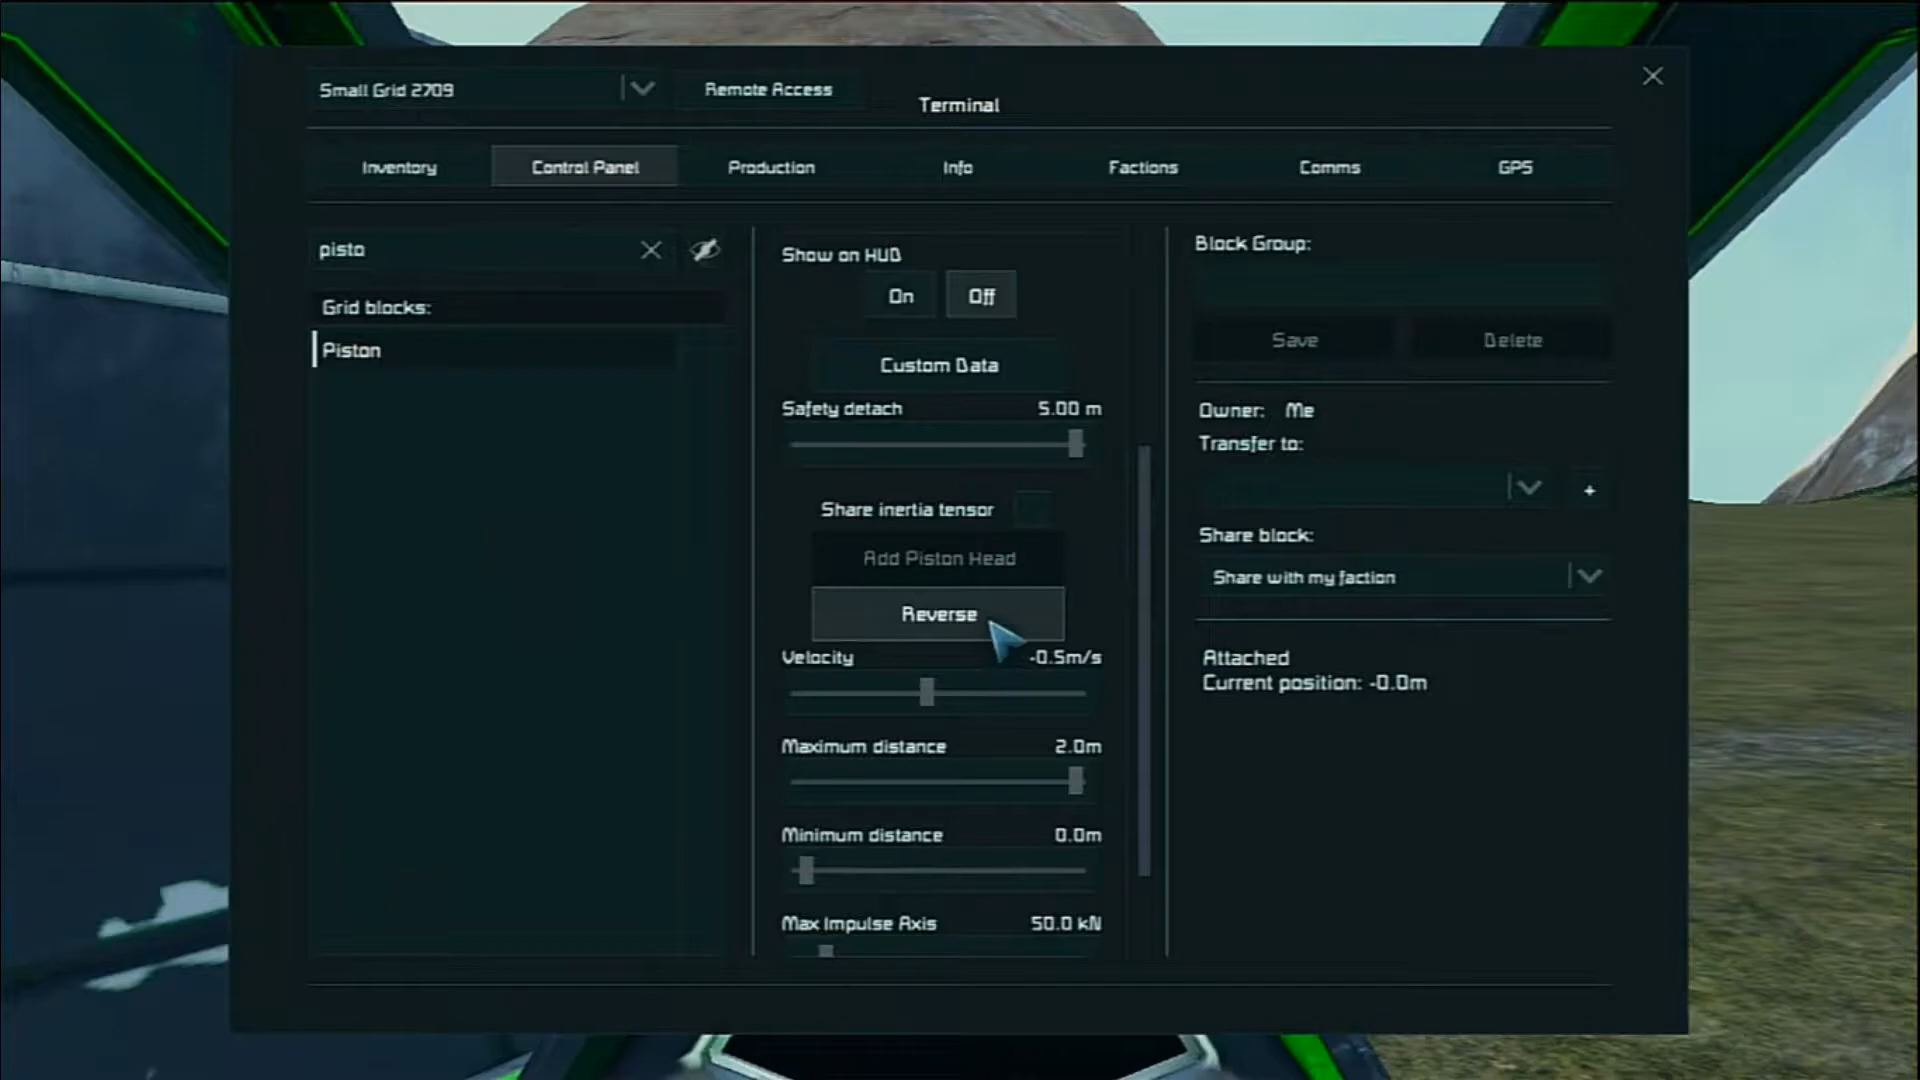 Small Grid 2709
Remote Access
Terminal
Inventory
Control Panel
Production
Info
Factions
Comms
GPS
pisto
Grid blocks:
Piston
Show on HUD
On
Off
Custom Data
Safety detach 5.00 m
Share inertia tensor
Add Piston Head
Reverse
Velocity -0.5m/s
Maximum distance 2.0m
Minimum distance 0.0m
Max Impulse Axis 50.0 kN
Block Group:
Save
Delete
Owner: Me
Transfer to:
+
Share block:
Share with my faction
Attached
Current position: -0.0m